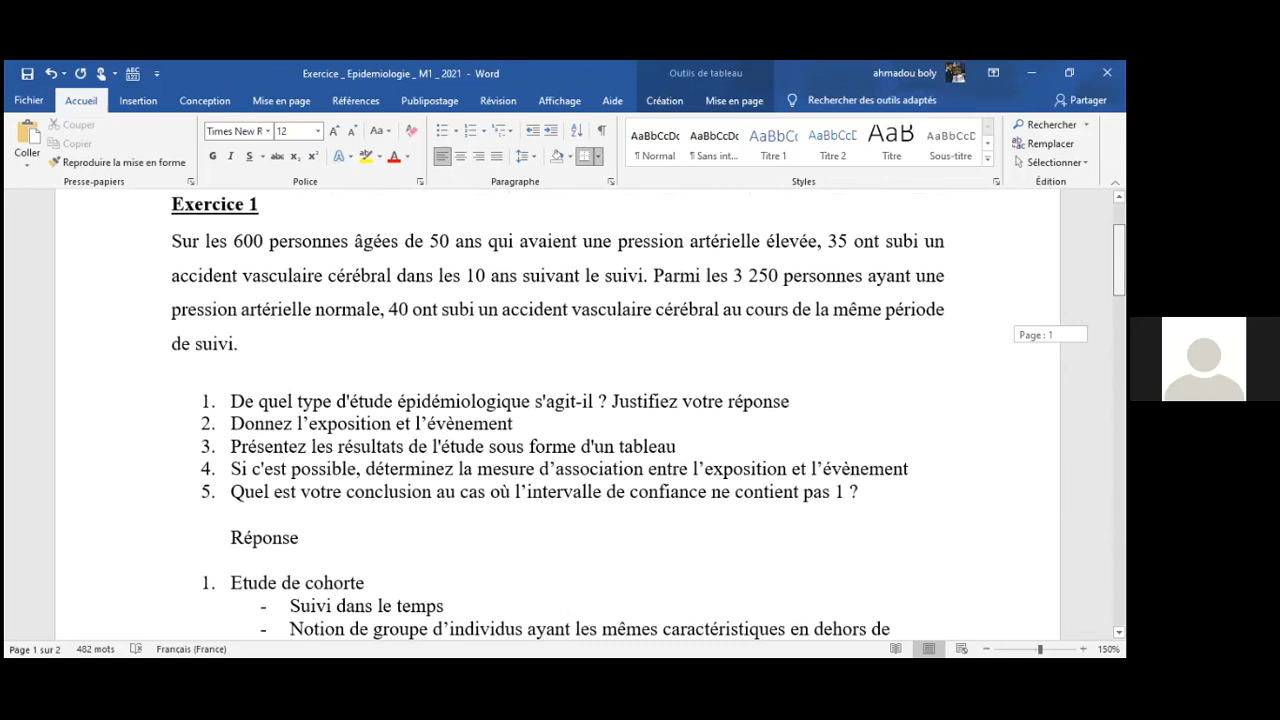 Exercice _ Epidemiologie _ M1 _ 2021 - Word
Outils de tableau
ahmadou boly
Fichier Accueil Insertion Conception Mise en page Références Publipostage Révision Affichage Aide Création Mise en page Rechercher des outils adaptés Partager
Coller
Couper
Copier
Reproduire la mise en forme
Presse-papiers
Times New R 12
Police
Paragraphe
AaBbCcDc AaBbCcDc AaBbCc AaBbCcD AaB AaBbCcD
¶ Normal ¶ Sans int... Titre 1 Titre 2 Titre Sous-titre
Styles
Rechercher
Remplacer
Sélectionner
Édition
Exercice 1
Sur les 600 personnes âgées de 50 ans qui avaient une pression artérielle élevée, 35 ont subi un
accident vasculaire cérébral dans les 10 ans suivant le suivi. Parmi les 3 250 personnes ayant une
pression artérielle normale, 40 ont subi un accident vasculaire cérébral au cours de la même période
de suivi.
Page : 1
1. De quel type d'étude épidémiologique s'agit-il ? Justifiez votre réponse
2. Donnez l’exposition et l’évènement
3. Présentez les résultats de l'étude sous forme d'un tableau
4. Si c'est possible, déterminez la mesure d’association entre l’exposition et l’évènement
5. Quel est votre conclusion au cas où l’intervalle de confiance ne contient pas 1 ?
Réponse
1. Etude de cohorte
- Suivi dans le temps
- Notion de groupe d’individus ayant les mêmes caractéristiques en dehors de
Page 1 sur 2 482 mots Français (France) 150%